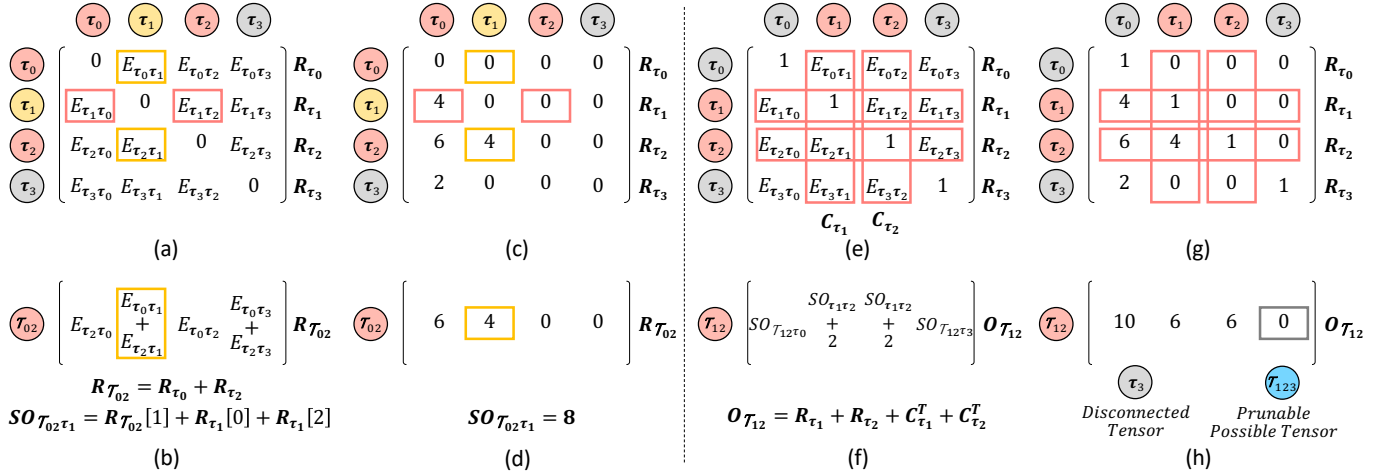 τ0 τ1 τ2 τ3
τ0 0 Eτ0τ1 Eτ0τ2 Eτ0τ3 Rτ0
τ1 Eτ1τ0 0 Eτ1τ2 Eτ1τ3 Rτ1
τ2 Eτ2τ0 Eτ2τ1 0 Eτ2τ3 Rτ2
τ3 Eτ3τ0 Eτ3τ1 Eτ3τ2 0 Rτ3
(a)
𝒯02 Eτ2τ0 Eτ0τ1 + Eτ2τ1 Eτ0τ2 Eτ0τ3 + Eτ2τ3 R𝒯02
R𝒯02 = Rτ0 + Rτ2
SO𝒯02τ1 = R𝒯02[1] + Rτ1[0] + Rτ1[2]
(b)
τ0 τ1 τ2 τ3
τ0 0 0 0 0 Rτ0
τ1 4 0 0 0 Rτ1
τ2 6 4 0 0 Rτ2
τ3 2 0 0 0 Rτ3
(c)
𝒯02 6 4 0 0 R𝒯02
SO𝒯02τ1 = 8
(d)
τ0 τ1 τ2 τ3
τ0 1 Eτ0τ1 Eτ0τ2 Eτ0τ3 Rτ0
τ1 Eτ1τ0 1 Eτ1τ2 Eτ1τ3 Rτ1
τ2 Eτ2τ0 Eτ2τ1 1 Eτ2τ3 Rτ2
τ3 Eτ3τ0 Eτ3τ1 Eτ3τ2 1 Rτ3
Cτ1 Cτ2
(e)
𝒯12 SO𝒯12τ0 SOτ1τ2 + 2 SOτ1τ2 + 2 SO𝒯12τ3 O𝒯12
O𝒯12 = Rτ1 + Rτ2 + Cτ1^T + Cτ2^T
(f)
τ0 τ1 τ2 τ3
τ0 1 0 0 0 Rτ0
τ1 4 1 0 0 Rτ1
τ2 6 4 1 0 Rτ2
τ3 2 0 0 1 Rτ3
(g)
𝒯12 10 6 6 0 O𝒯12
τ3 𝒯123
Disconnected Prunable
Tensor Possible Tensor
(h)